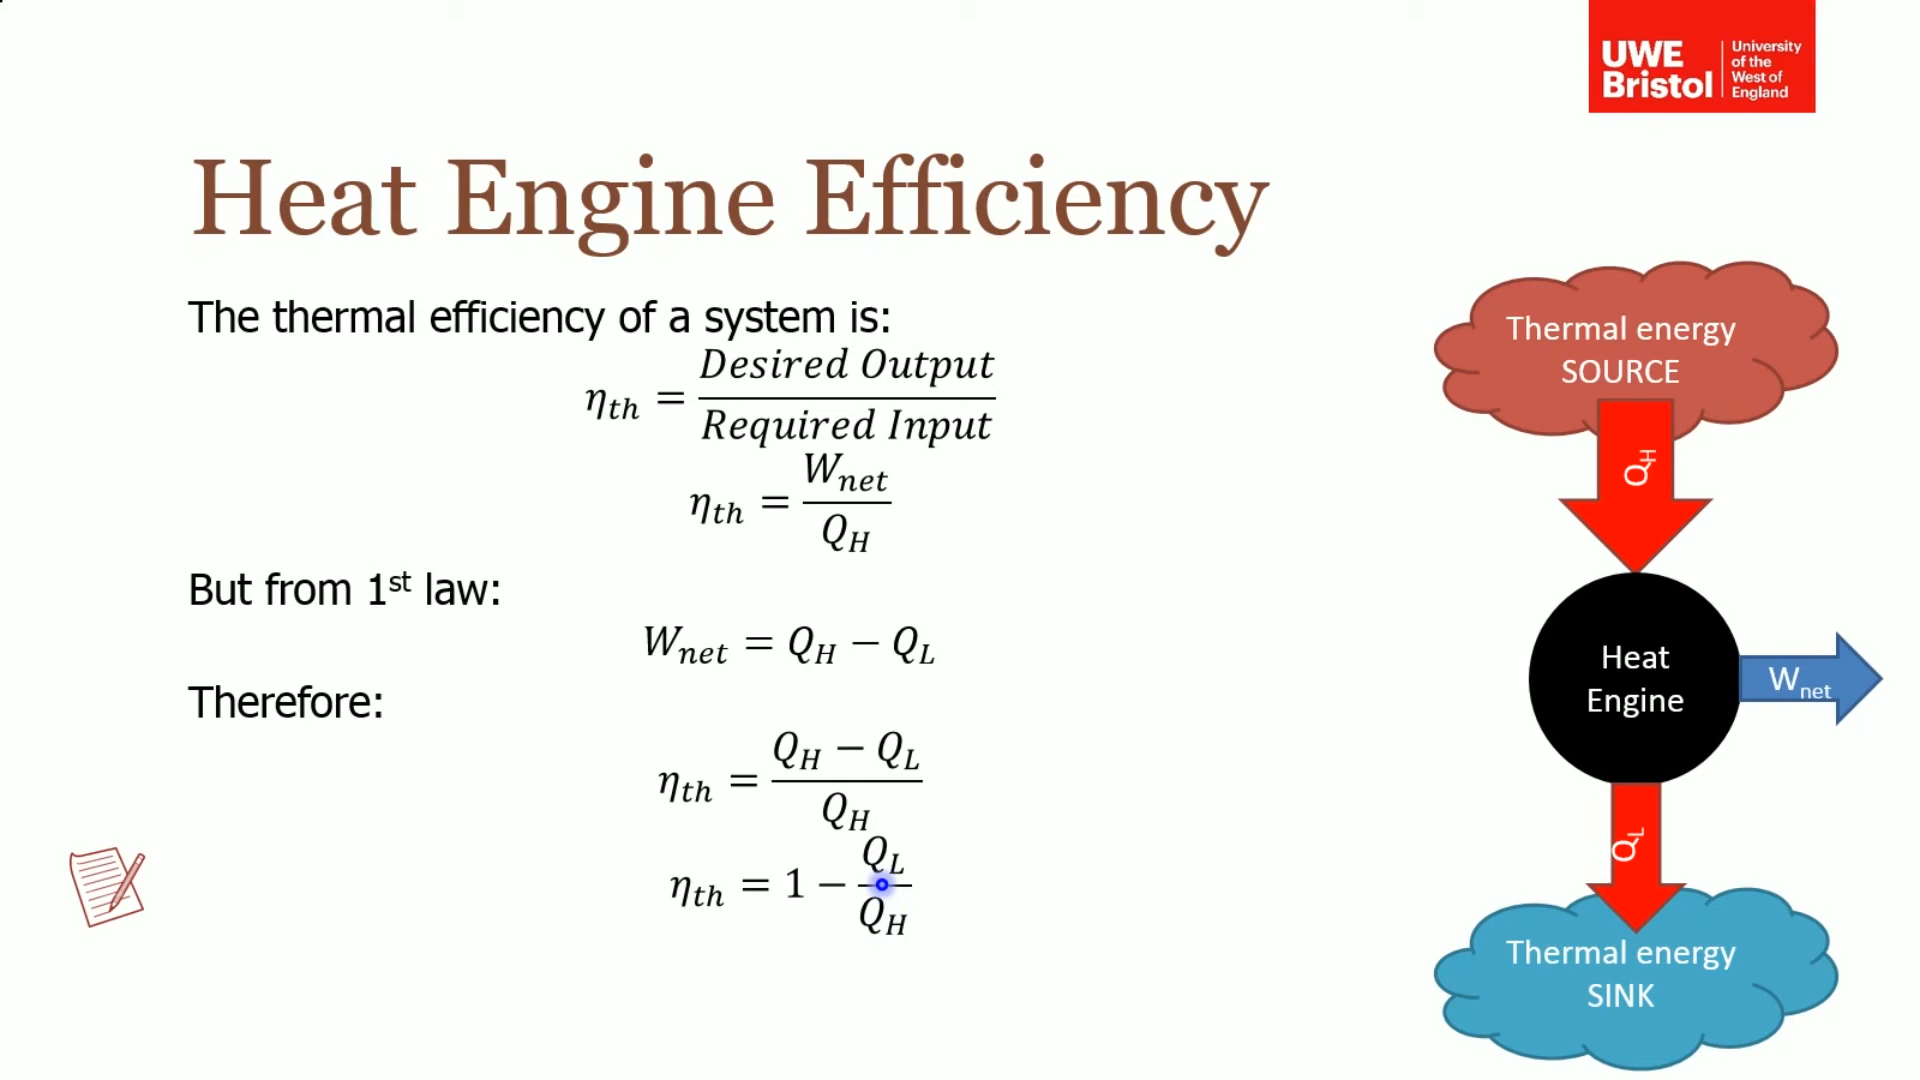 UWE
Bristol
University
of the
West of
England
Heat Engine Efficiency
The thermal efficiency of a system is:
η_th = Desired Output / Required Input
η_th = W_net / Q_H
But from 1st law:
W_net = Q_H − Q_L
Therefore:
η_th = (Q_H − Q_L) / Q_H
η_th = 1 − Q_L / Q_H
Thermal energy
SOURCE
Q_H
Heat
Engine
W_net
Q_L
Thermal energy
SINK